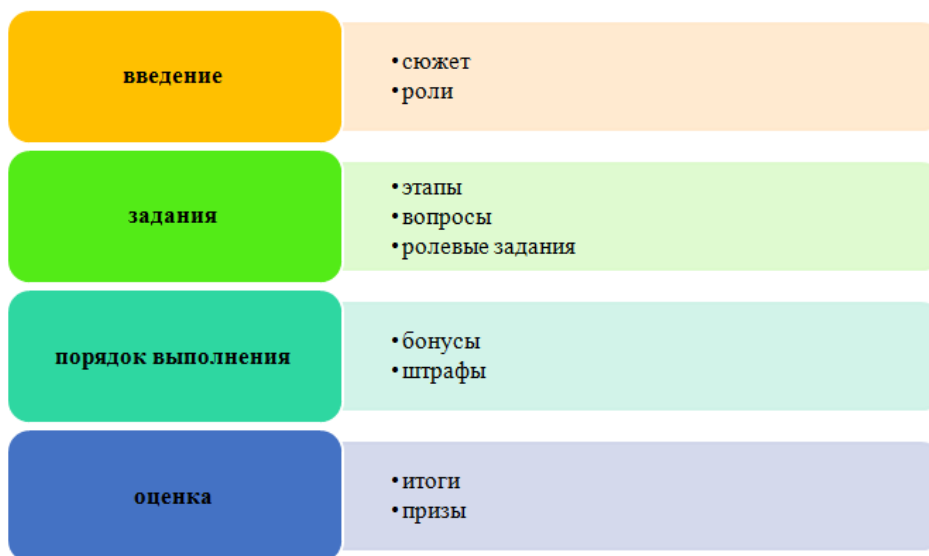 введение
•сюжет
•роли
задания
•этапы
•вопросы
•ролевые задания
порядок выполнения
•бонусы
•штрафы
оценка
•итоги
•призы